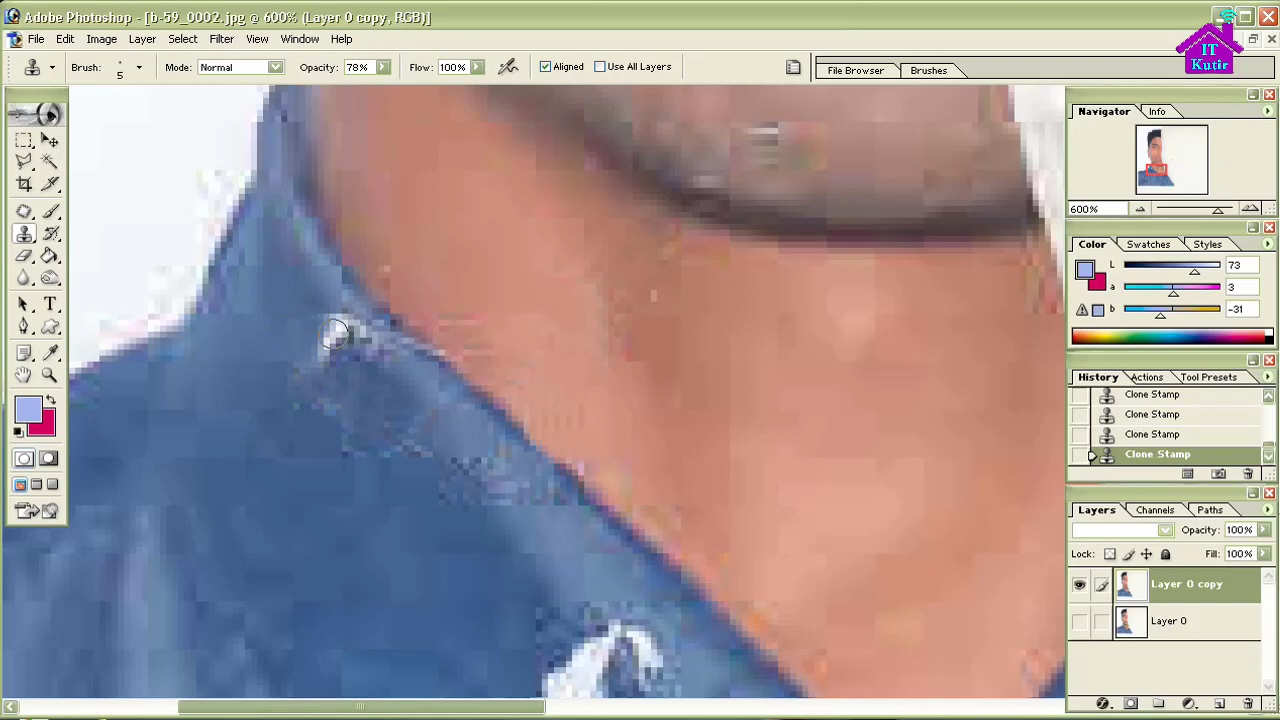 Adobe Photoshop - [b-59_0002.jpg @ 600% (Layer 0 copy, RGB)]
File Edit Image Layer Select Filter View Window Help
IT
Kutir
Brush: 5 Mode: Normal Opacity: 78% Flow: 100% Aligned Use All Layers File Browser Brushes
Navigator Info
600%
Color Swatches Styles
L 73
a 3
b -31
History Actions Tool Presets
Clone Stamp
Clone Stamp
Clone Stamp
Clone Stamp
Layers Channels Paths
Opacity: 100%
Lock: Fill: 100%
Layer 0 copy
Layer 0